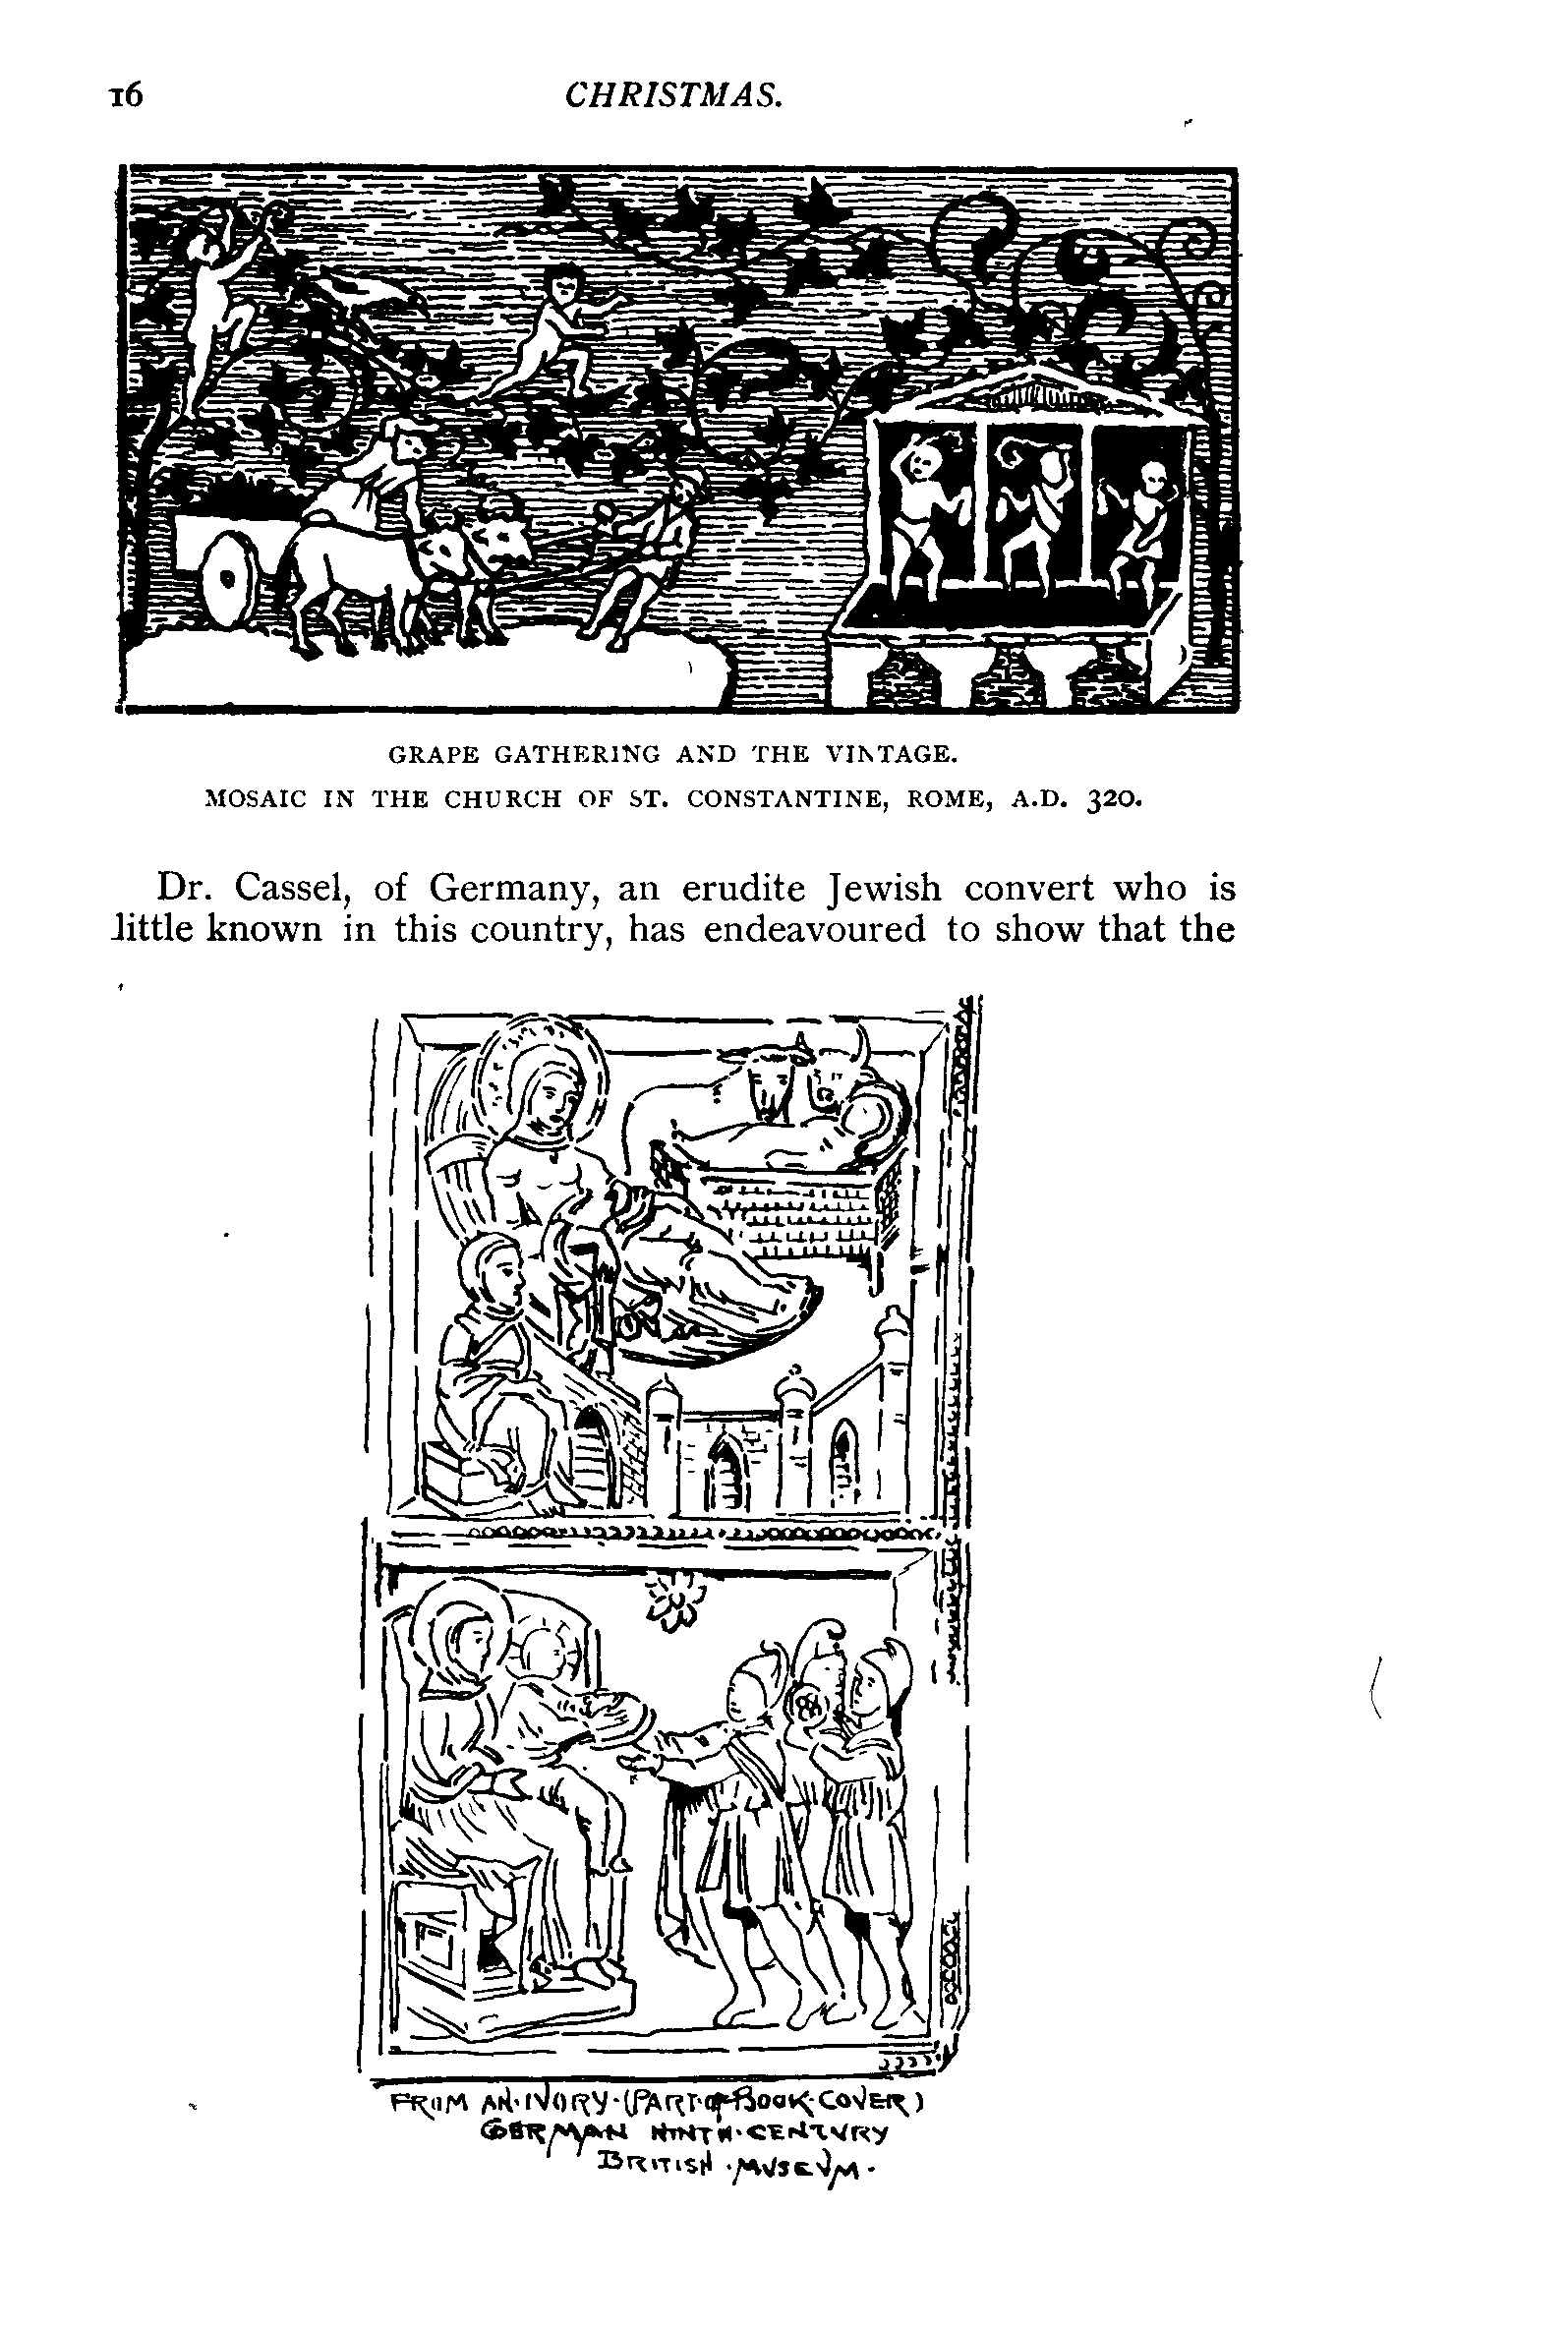 16 CHRISTMAS.
GRAPE GATHERING AND THE VINTAGE.
MOSAIC IN THE CHURCH OF ST. CONSTANTINE, ROME, A.D. 320.
Dr. Cassel, of Germany, an erudite Jewish convert who is
little known in this country, has endeavoured to show that the
FROM AN·IVORY·(PART·OF·BOOK·COVER)
GERMAN NINTH·CENTVRY
BRITISH·MVSEVM·